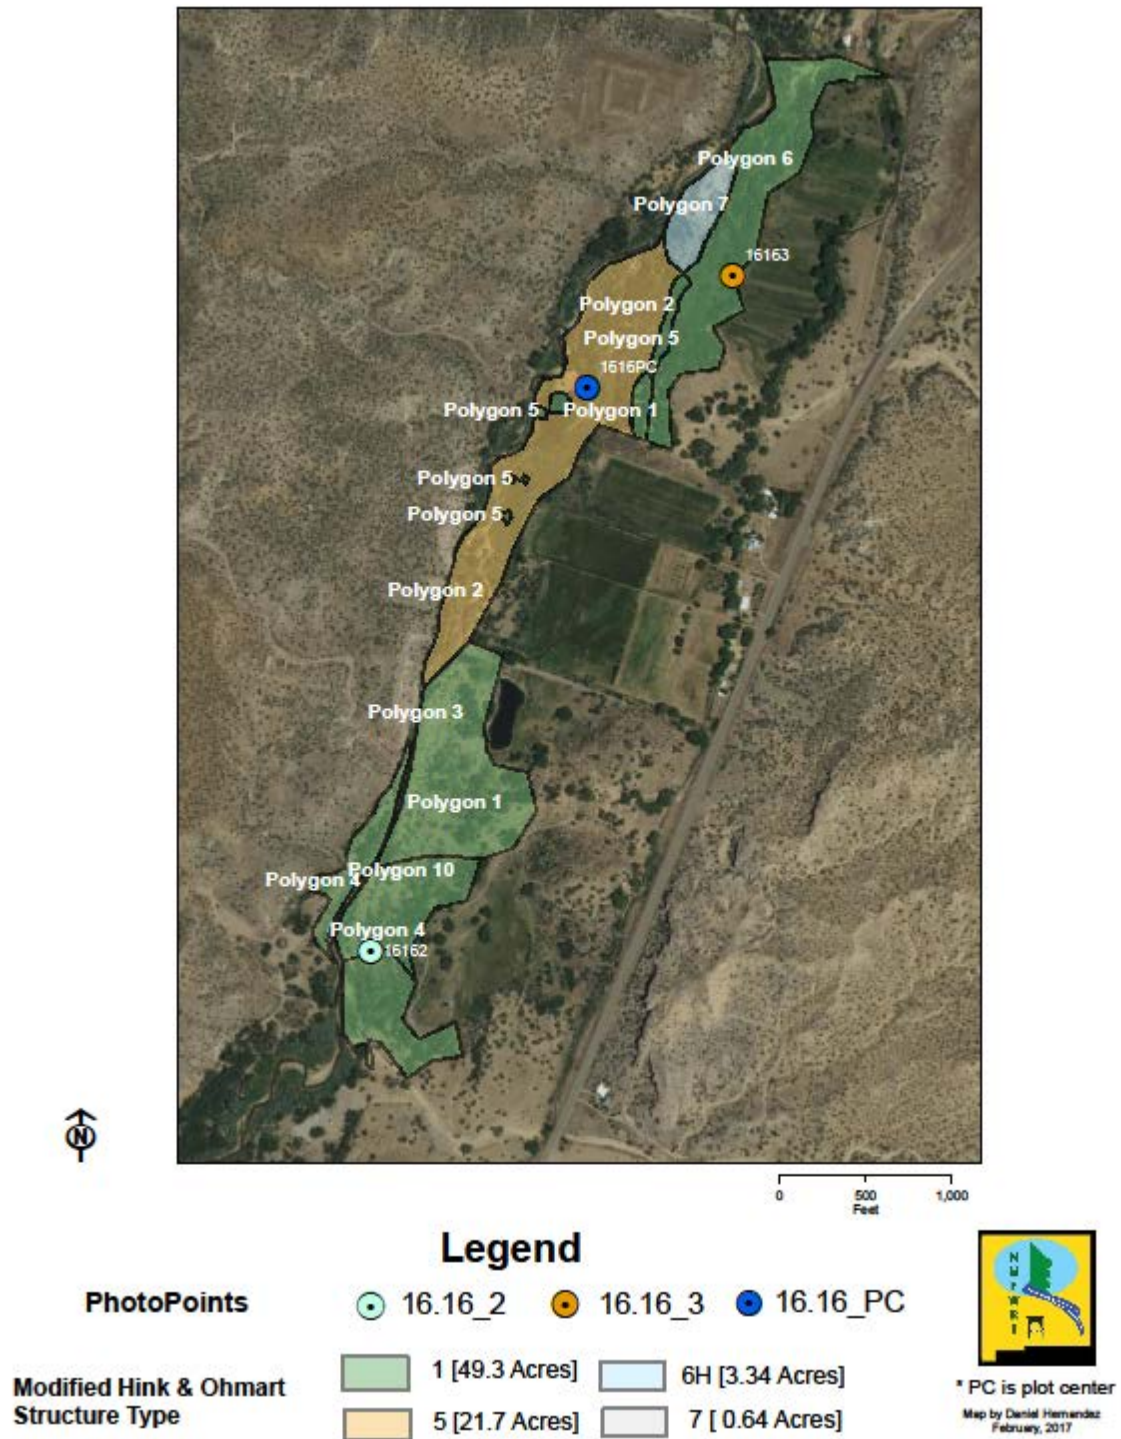 Polygon 6
Polygon 7
16163
Polygon 2
Polygon 5
1616PC
Polygon 5
Polygon 1
Polygon 5
Polygon 5
Polygon 2
Polygon 3
Polygon 1
Polygon 10
Polygon 4
Polygon 4
16162
N
0 500 1,000
Feet
Legend
PhotoPoints
16.16_2
16.16_3
16.16_PC
Modified Hink & Ohmart
Structure Type
1 [49.3 Acres]
6H [3.34 Acres]
5 [21.7 Acres]
7 [ 0.64 Acres]
* PC is plot center
Map by Daniel Hernandez
February, 2017